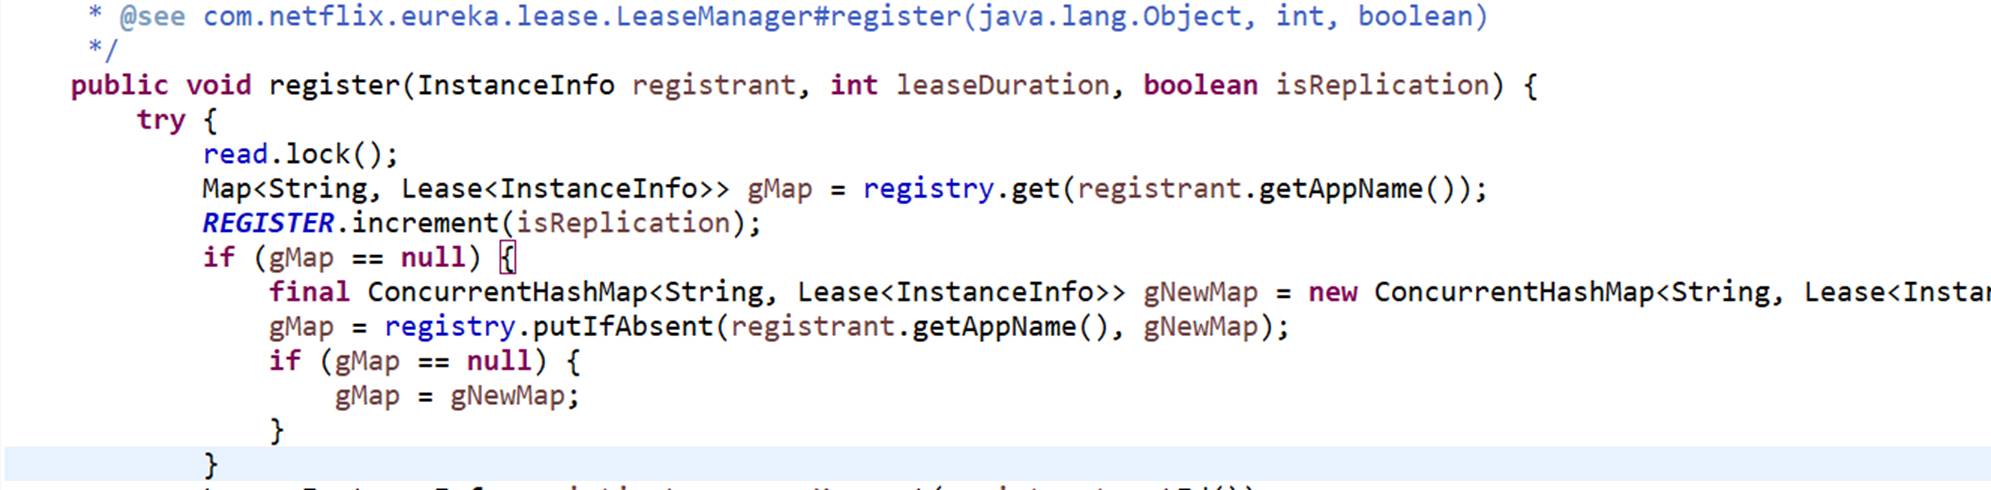 * @see com.netflix.eureka.lease.LeaseManager#register(java.lang.Object, int, boolean)
*/
public void register(InstanceInfo registrant, int leaseDuration, boolean isReplication) {
try {
read.lock();
Map<String, Lease<InstanceInfo>> gMap = registry.get(registrant.getAppName());
REGISTER.increment(isReplication);
if (gMap == null) {
final ConcurrentHashMap<String, Lease<InstanceInfo>> gNewMap = new ConcurrentHashMap<String, Lease<Instan
gMap = registry.putIfAbsent(registrant.getAppName(), gNewMap);
if (gMap == null) {
gMap = gNewMap;
}
}